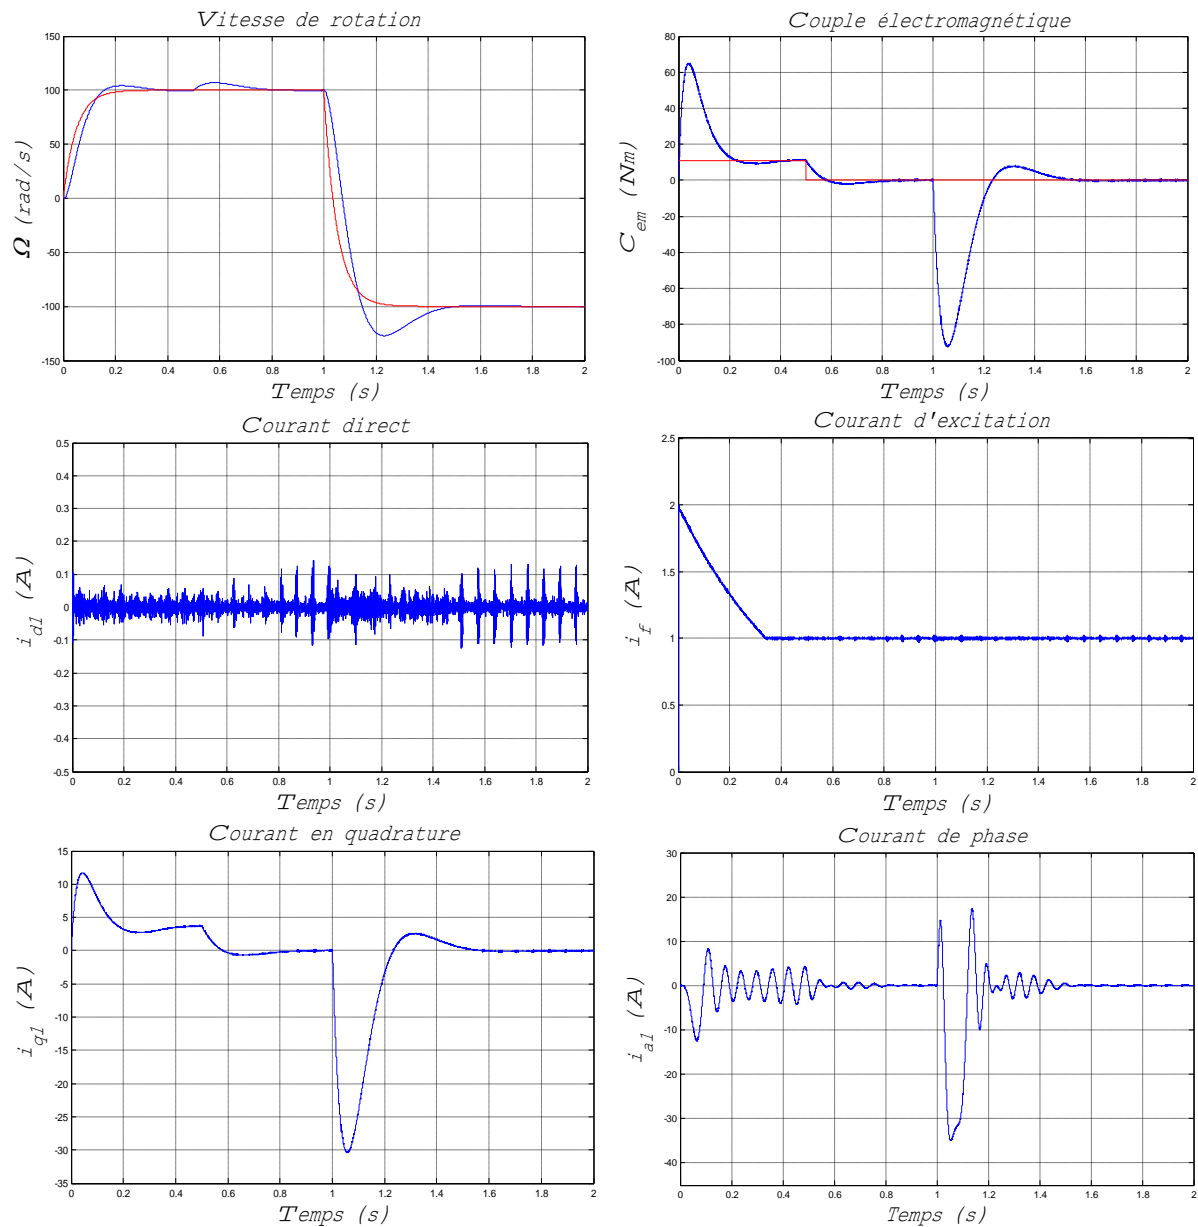 Vitesse de rotation
150
100
50
0
-50
-100
-150
Ω (rad/s)
0 0.2 0.4 0.6 0.8 1 1.2 1.4 1.6 1.8 2
Temps (s)
Couple électromagnétique
80
60
40
20
0
-20
-40
-60
-80
-100
C em (Nm)
0 0.2 0.4 0.6 0.8 1 1.2 1.4 1.6 1.8 2
Temps (s)
Courant direct
0.5
0.4
0.3
0.2
0.1
0
-0.1
-0.2
-0.3
-0.4
-0.5
i d1 (A)
0 0.2 0.4 0.6 0.8 1 1.2 1.4 1.6 1.8 2
Temps (s)
Courant d'excitation
2.5
2
1.5
1
0.5
0
i f (A)
0 0.2 0.4 0.6 0.8 1 1.2 1.4 1.6 1.8 2
Temps (s)
Courant en quadrature
15
10
5
0
-5
-10
-15
-20
-25
-30
-35
i q1 (A)
0 0.2 0.4 0.6 0.8 1 1.2 1.4 1.6 1.8 2
Temps (s)
Courant de phase
30
20
10
0
-10
-20
-30
-40
i a1 (A)
0 0.2 0.4 0.6 0.8 1 1.2 1.4 1.6 1.8 2
Temps (s)